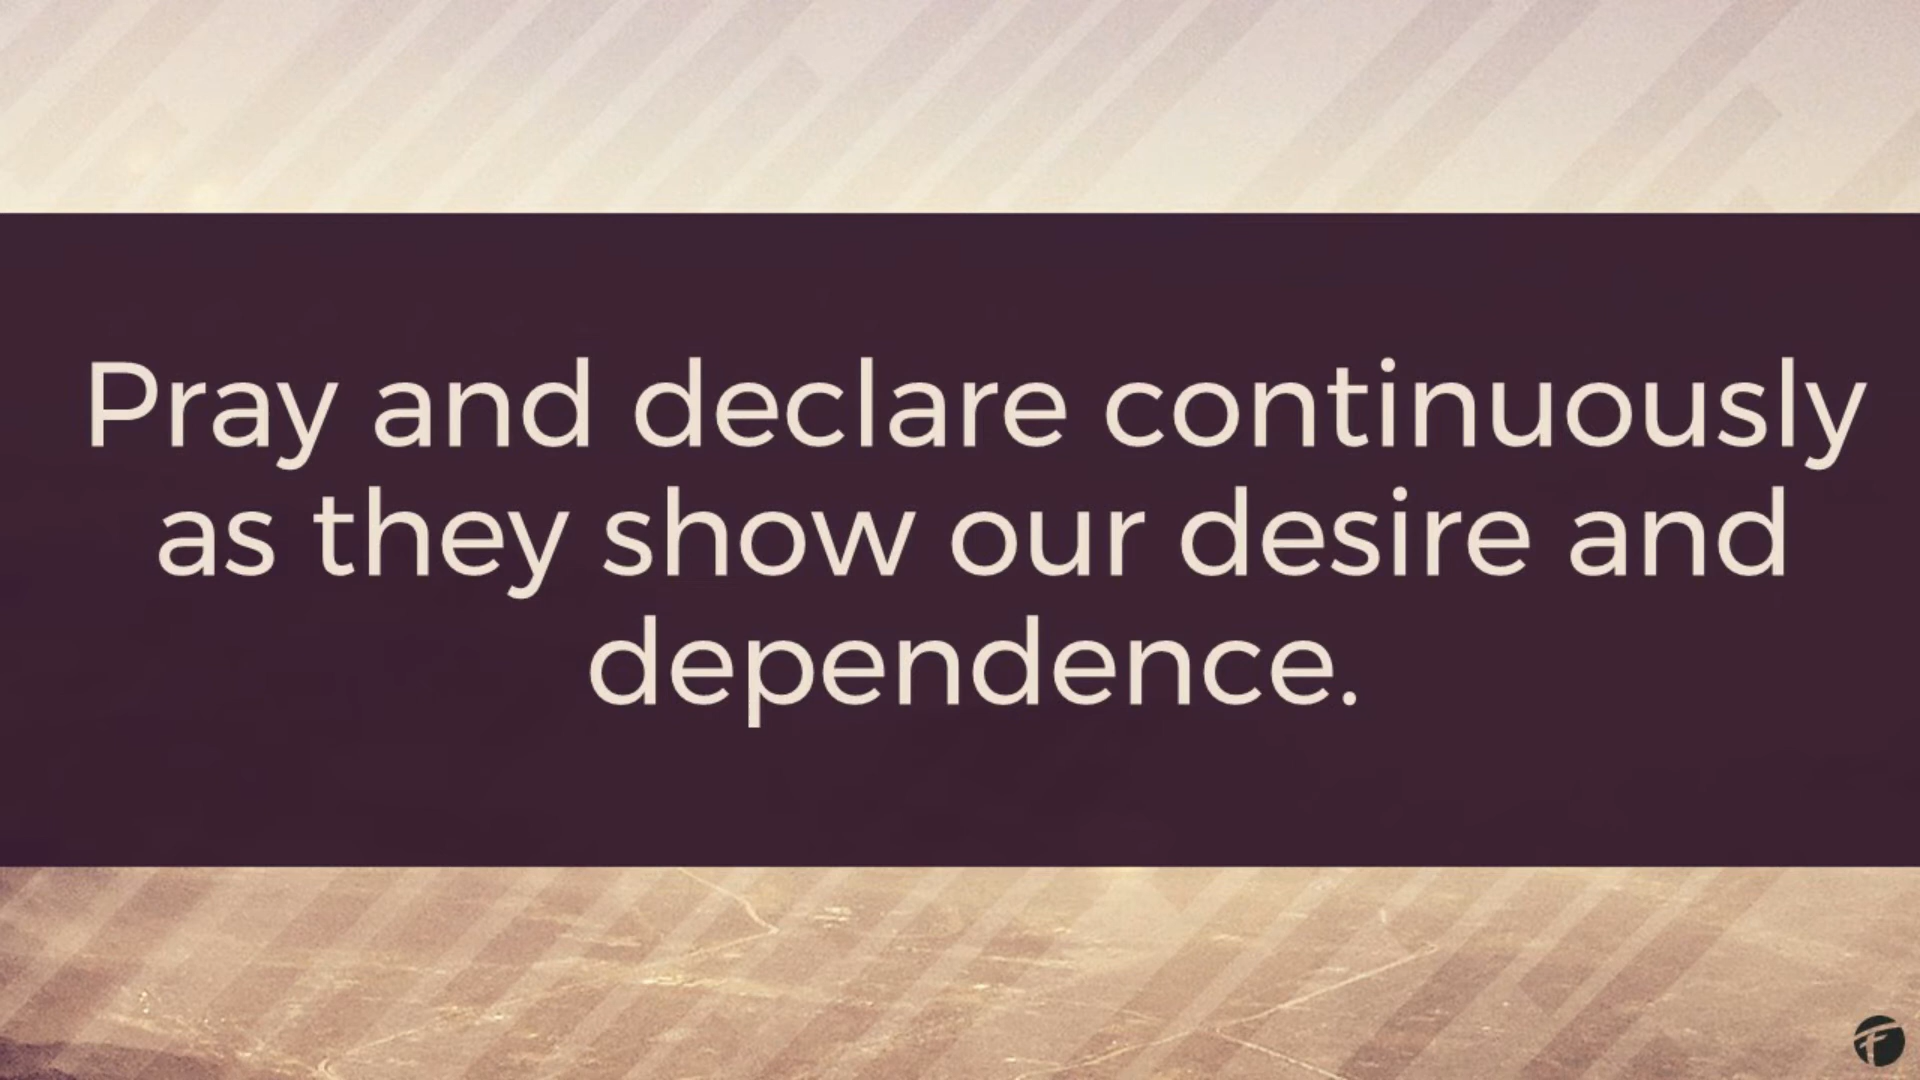 Pray and declare continuously
as they show our desire and
dependence.